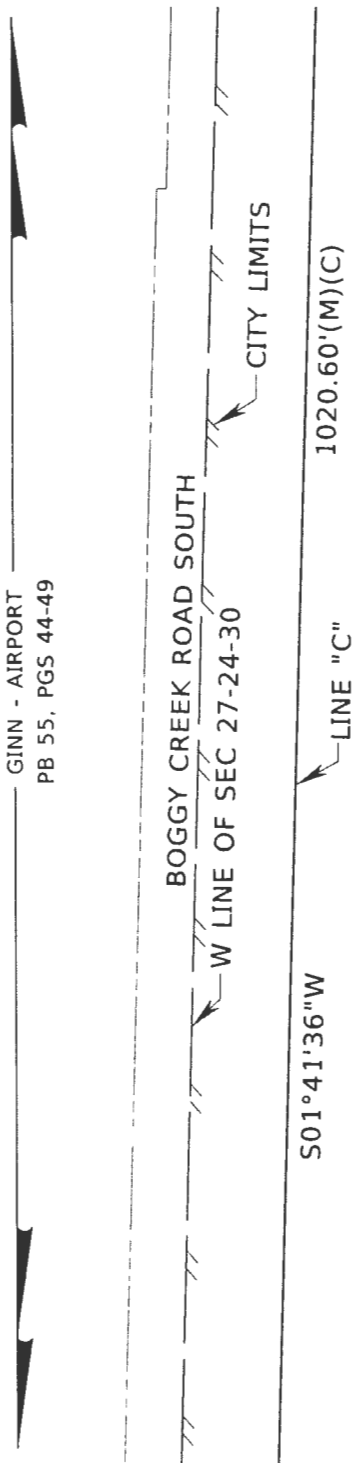 GINN - AIRPORT
PB 55, PGS 44-49
BOGGY CREEK ROAD SOUTH
W LINE OF SEC 27-24-30
CITY LIMITS
S01°41'36"W
LINE "C"
1020.60'(M)(C)